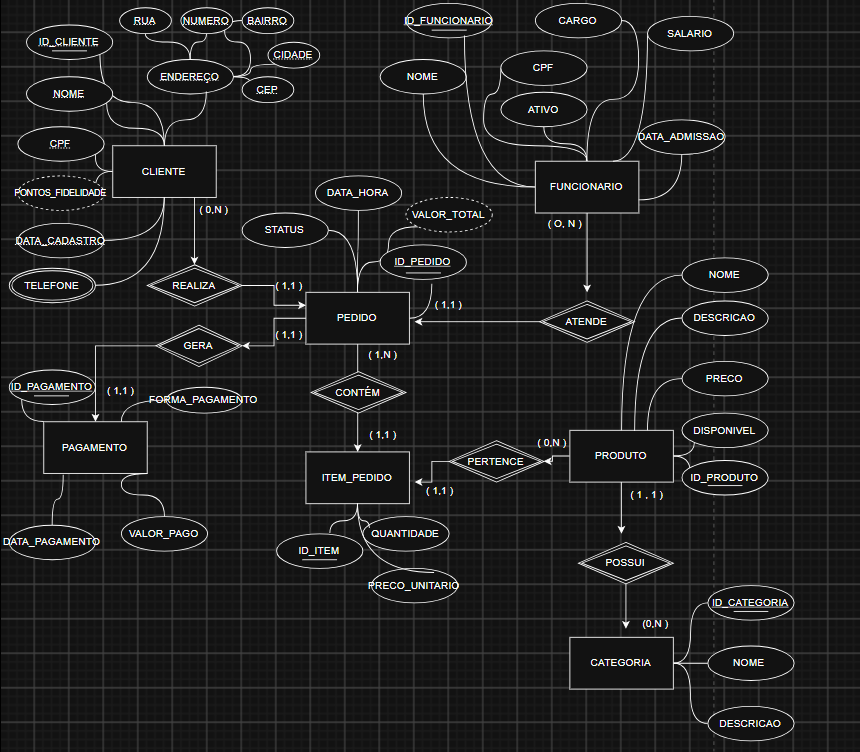 RUA
NUMERO
BAIRRO
ID_CLIENTE
ENDEREÇO
CIDADE
CEP
NOME
CPF
CLIENTE
PONTOS_FIDELIDADE
DATA_CADASTRO
TELEFONE
( 0,N )
REALIZA
( 1,1 )
ID_FUNCIONARIO
CARGO
SALARIO
NOME
CPF
ATIVO
DATA_ADMISSAO
FUNCIONARIO
( O, N )
ATENDE
( 1,1 )
DATA_HORA
STATUS
VALOR_TOTAL
ID_PEDIDO
PEDIDO
( 1,1 )
GERA
( 1,1 )
ID_PAGAMENTO
FORMA_PAGAMENTO
PAGAMENTO
DATA_PAGAMENTO
VALOR_PAGO
( 1,N )
CONTÉM
( 1,1 )
ITEM_PEDIDO
ID_ITEM
QUANTIDADE
PRECO_UNITARIO
( 1,1 )
PERTENCE
(0,N )
NOME
DESCRICAO
PRECO
DISPONIVEL
ID_PRODUTO
PRODUTO
( 1 , 1 )
POSSUI
(0,N )
CATEGORIA
ID_CATEGORIA
NOME
DESCRICAO